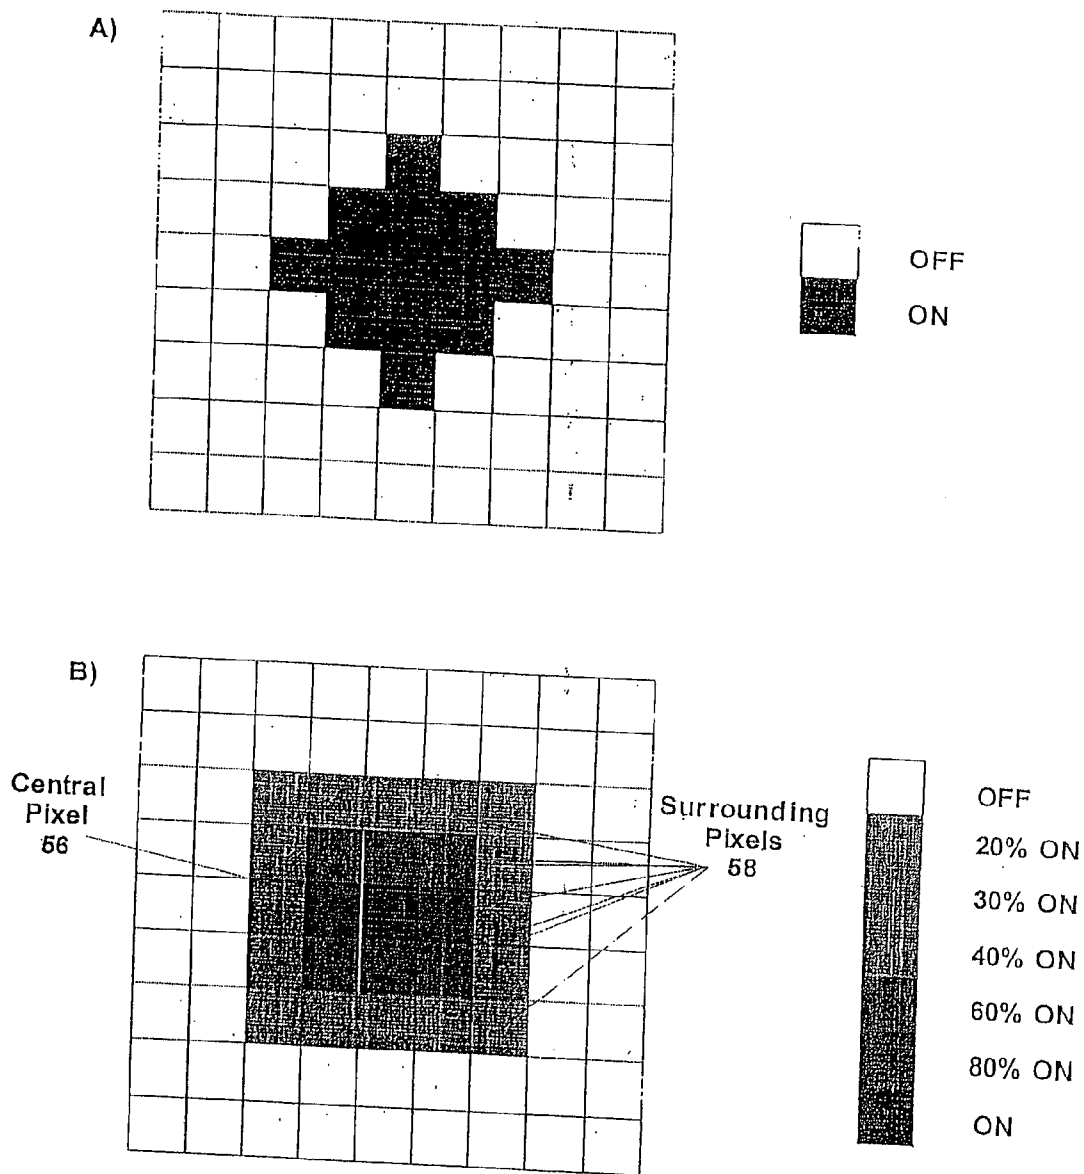 A)
OFF
ON
B)
Central
Pixel
56
Surrounding
Pixels
58
OFF
20% ON
30% ON
40% ON
60% ON
80% ON
ON